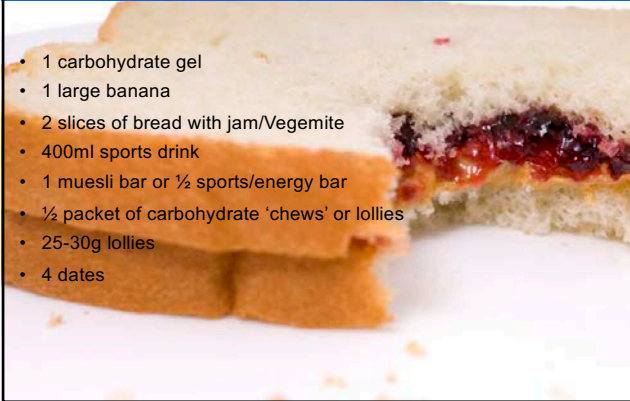 • 1 carbohydrate gel
• 1 large banana
• 2 slices of bread with jam/Vegemite
• 400ml sports drink
• 1 muesli bar or ½ sports/energy bar
• ½ packet of carbohydrate ‘chews’ or lollies
• 25-30g lollies
• 4 dates